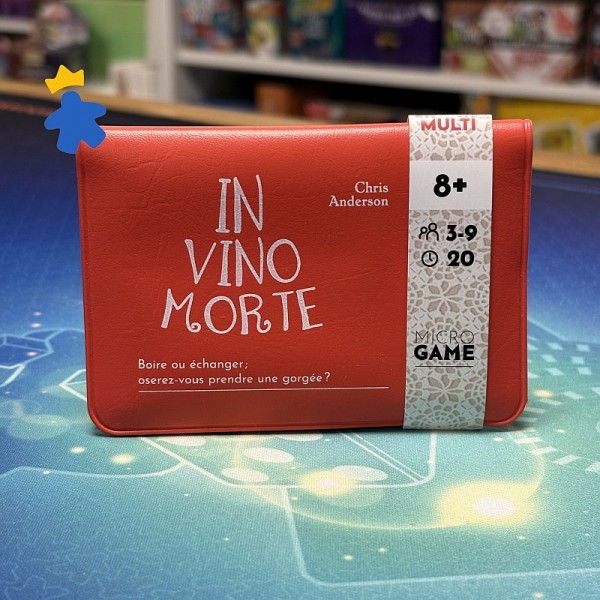 IN
VINO
MORTE
Chris
Anderson
Boire ou échanger;
oserez-vous prendre une gorgée?
MULTI
8+
3-9
20
MICRO
GAME